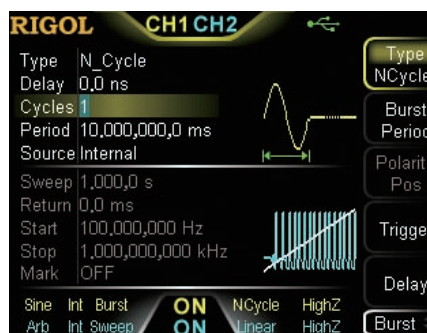 RIGOL CH1 CH2
Type N_Cycle
Delay 0.0 ns
Cycles 1
Period 10.000,000,0 ms
Source Internal
Sweep 1.000,0 s
Return 0.0 ms
Start 100.000,000 Hz
Stop 1.000,000,000 kHz
Mark OFF
Sine Int Burst ON NCycle HighZ
Arb Int Sweep ON Linear HighZ
Type
NCycle
Burst
Period
Polarit
Pos
Trigge
Delay
Burst